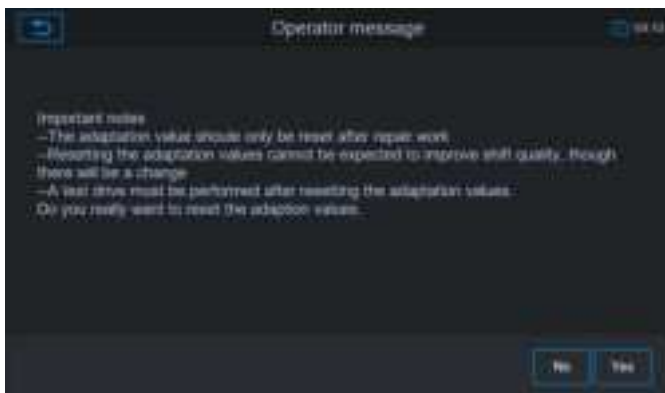 Operator message
Important notes
--The adaptation value shoule only be reset after repair work
--Resetting the adaptation values cannot be expected to improve shift quality, though
there will be a change
--A test drive must be performed after resetting the adaptation values.
Do you really want to reset the adaption values.
No
Yes